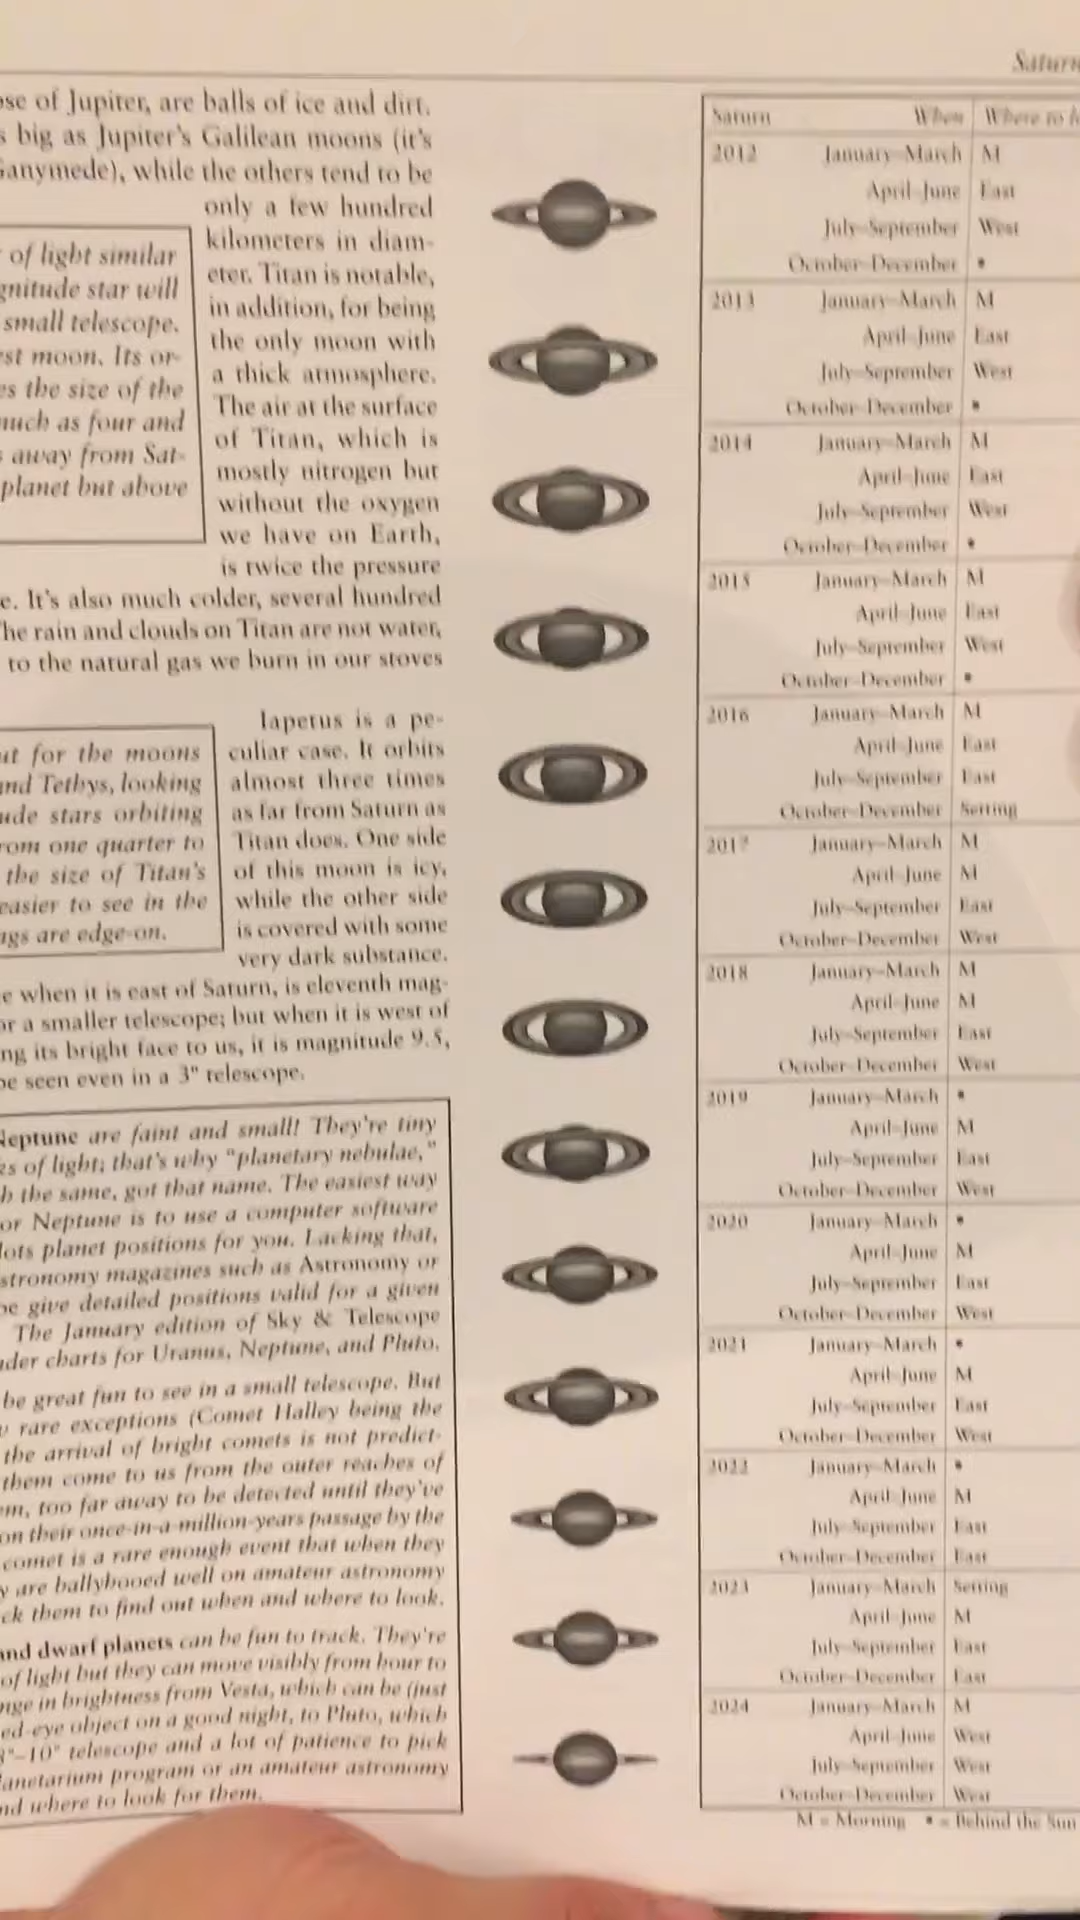 Saturn
ose of Jupiter, are balls of ice and dirt.
s big as Jupiter's Galilean moons (it's
Ganymede), while the others tend to be
only a few hundred
kilometers in diam-
eter. Titan is notable,
in addition, for being
the only moon with
a thick atmosphere.
The air at the surface
of Titan, which is
mostly nitrogen but
without the oxygen
we have on Earth,
is twice the pressure
of light similar
gnitude star will
small telescope.
est moon. Its or-
es the size of the
much as four and
s away from Sat-
planet but above
e. It's also much colder, several hundred
The rain and clouds on Titan are not water,
to the natural gas we burn in our stoves
Iapetus is a pe-
culiar case. It orbits
almost three times
as far from Saturn as
Titan does. One side
of this moon is icy,
while the other side
is covered with some
very dark substance.
ut for the moons
and Tethys, looking
ude stars orbiting
rom one quarter to
the size of Titan's
easier to see in the
ngs are edge-on.
e when it is east of Saturn, is eleventh mag-
or a smaller telescope; but when it is west of
ng its bright face to us, it is magnitude 9.5,
be seen even in a 3" telescope.
Neptune are faint and small! They're tiny
ks of light; that's why "planetary nebulae,"
h the same, got that name. The easiest way
or Neptune is to use a computer software
lots planet positions for you. Lacking that,
stronomy magazines such as Astronomy or
pe give detailed positions valid for a given
The January edition of Sky & Telescope
nder charts for Uranus, Neptune, and Pluto.
be great fun to see in a small telescope. But
y rare exceptions (Comet Halley being the
the arrival of bright comets is not predict-
them come to us from the outer reaches of
em, too far away to be detected until they've
on their once-in-a-million-years passage by the
comet is a rare enough event that when they
y are ballyhooed well on amateur astronomy
ck them to find out when and where to look.
and dwarf planets can be fun to track. They're
of light but they can move visibly from hour to
nge in brightness from Vesta, which can be (just
ed-eye object on a good night, to Pluto, which
8"–10" telescope and a lot of patience to pick
lanetarium program or an amateur astronomy
nd where to look for them.
Saturn When Where to l
2012 January–March M
April–June East
July–September West
October–December *
2013 January–March M
April–June East
July–September West
October–December *
2014 January–March M
April–June East
July–September West
October–December *
2015 January–March M
April–June East
July–September West
October–December *
2016 January–March M
April–June East
July–September East
October–December Setting
2017 January–March M
April–June M
July–September East
October–December West
2018 January–March M
April–June M
July–September East
October–December West
2019 January–March *
April–June M
July–September East
October–December West
2020 January–March *
April–June M
July–September East
October–December West
2021 January–March *
April–June M
July–September East
October–December West
2022 January–March *
April–June M
July–September East
October–December East
2023 January–March Setting
April–June M
July–September East
October–December East
2024 January–March M
April–June West
July–September West
October–December West
M = Morning * = Behind the Sun